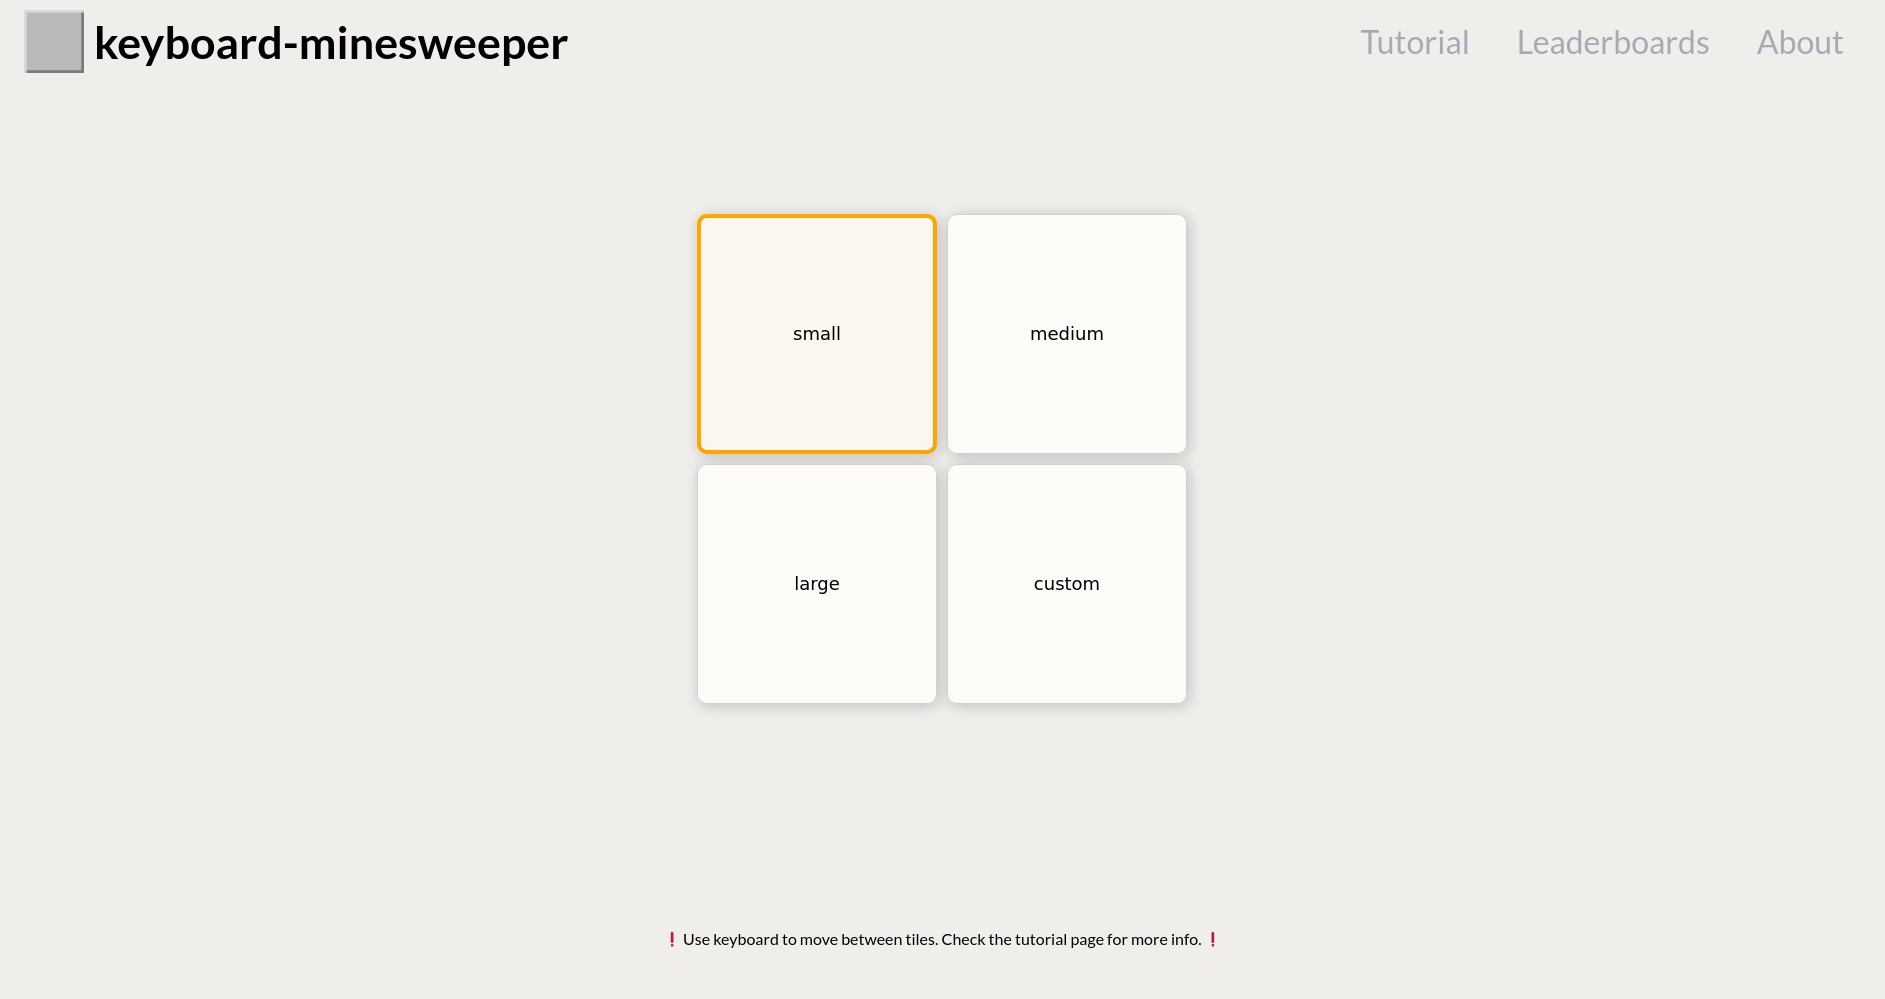 keyboard-minesweeper
Tutorial Leaderboards About
small medium
large custom
❗ Use keyboard to move between tiles. Check the tutorial page for more info. ❗